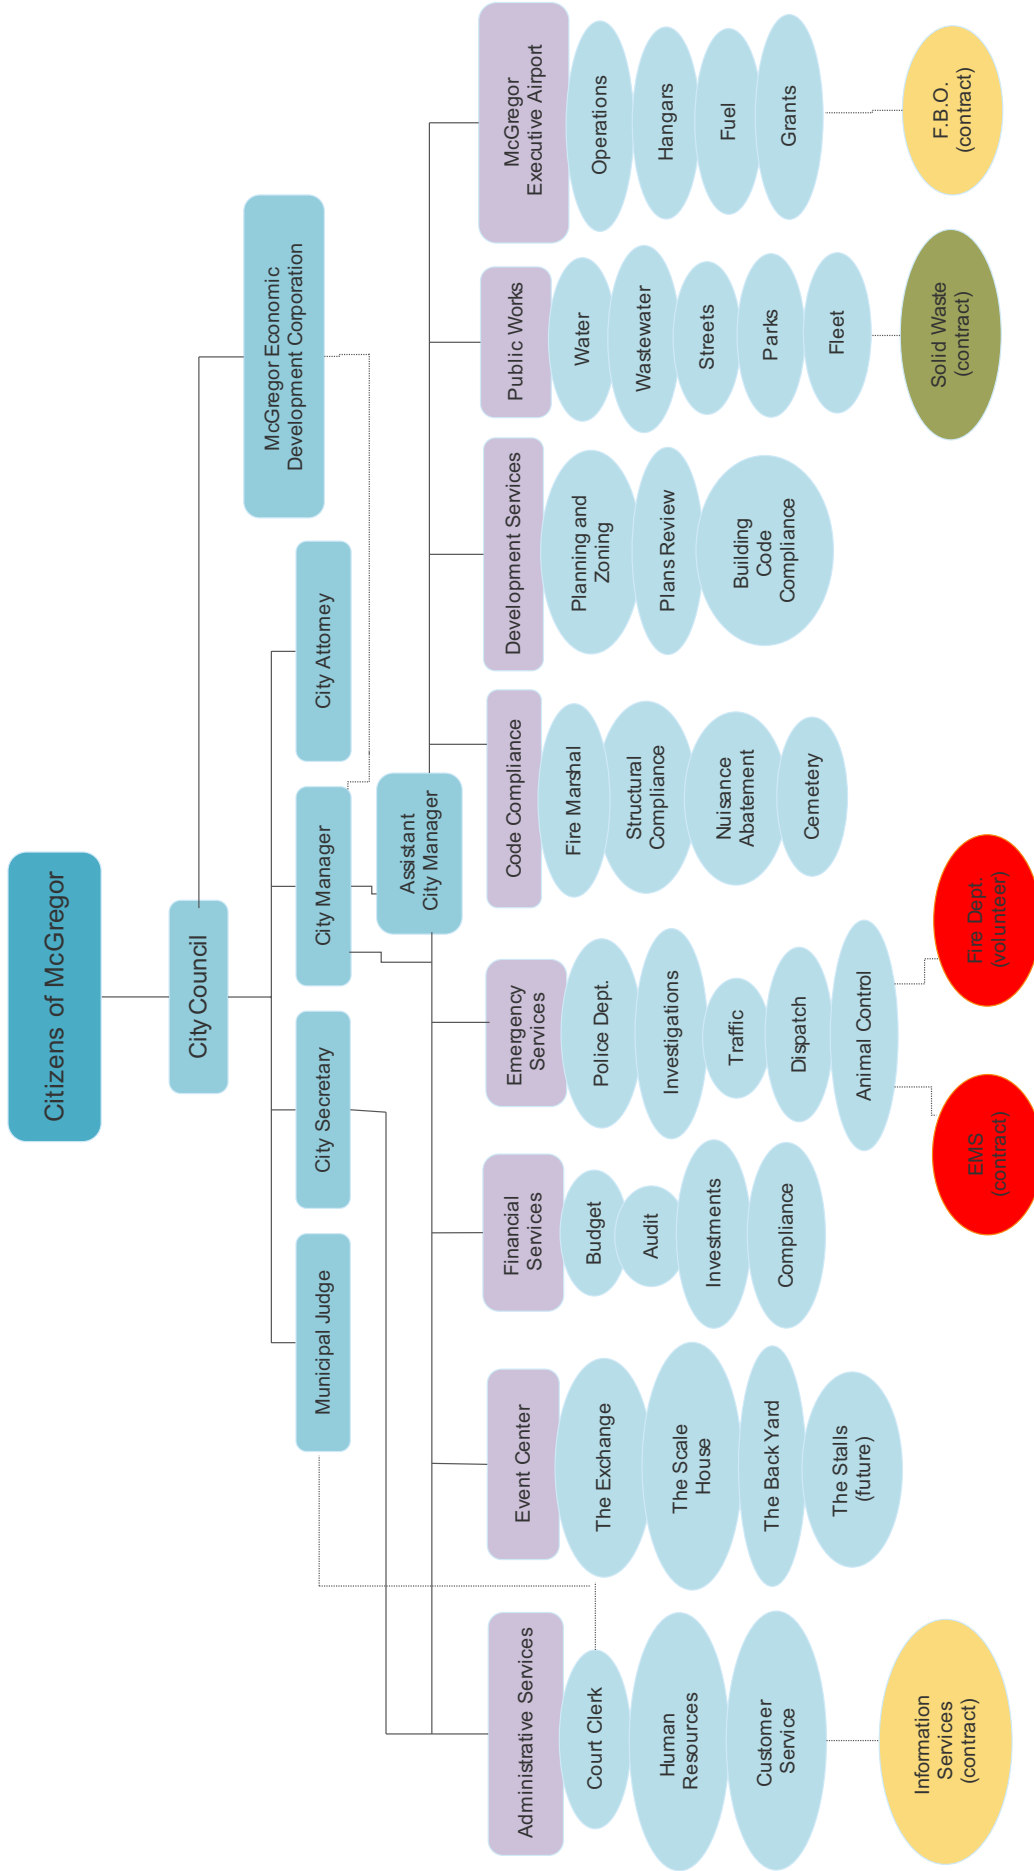 Citizens of McGregor
City Council
McGregor Economic
Development Corporation
Municipal Judge
City Secretary
City Manager
City Attorney
Assistant
City Manager
Administrative Services
Court Clerk
Human
Resources
Customer
Service
Information
Services
(contract)
Event Center
The Exchange
The Scale
House
The Back Yard
The Stalls
(future)
Financial
Services
Budget
Audit
Investments
Compliance
Emergency
Services
Police Dept.
Investigations
Traffic
Dispatch
Animal Control
EMS
(contract)
Fire Dept.
(volunteer)
Code Compliance
Fire Marshal
Structural
Compliance
Nuisance
Abatement
Cemetery
Development Services
Planning and
Zoning
Plans Review
Building
Code
Compliance
Public Works
Water
Wastewater
Streets
Parks
Fleet
Solid Waste
(contract)
McGregor
Executive Airport
Operations
Hangars
Fuel
Grants
F.B.O.
(contract)